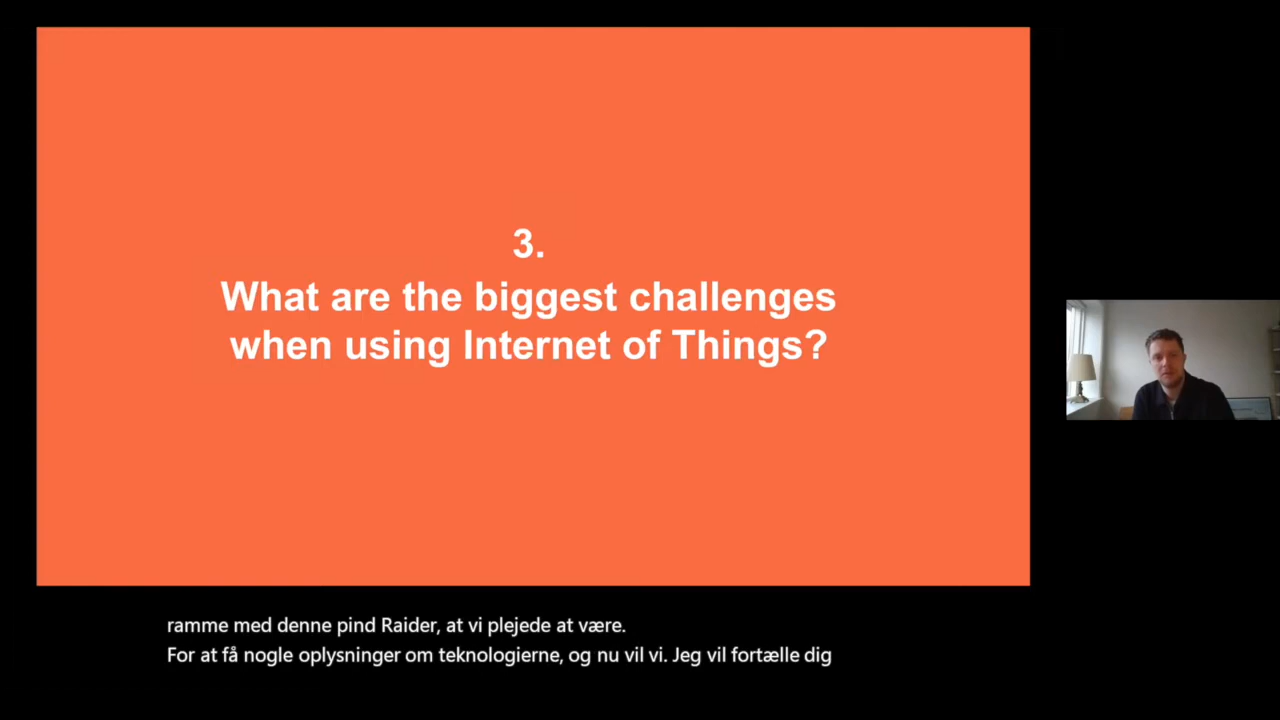 3.
What are the biggest challenges
when using Internet of Things?
ramme med denne pind Raider, at vi plejede at være.
For at få nogle oplysninger om teknologierne, og nu vil vi. Jeg vil fortælle dig